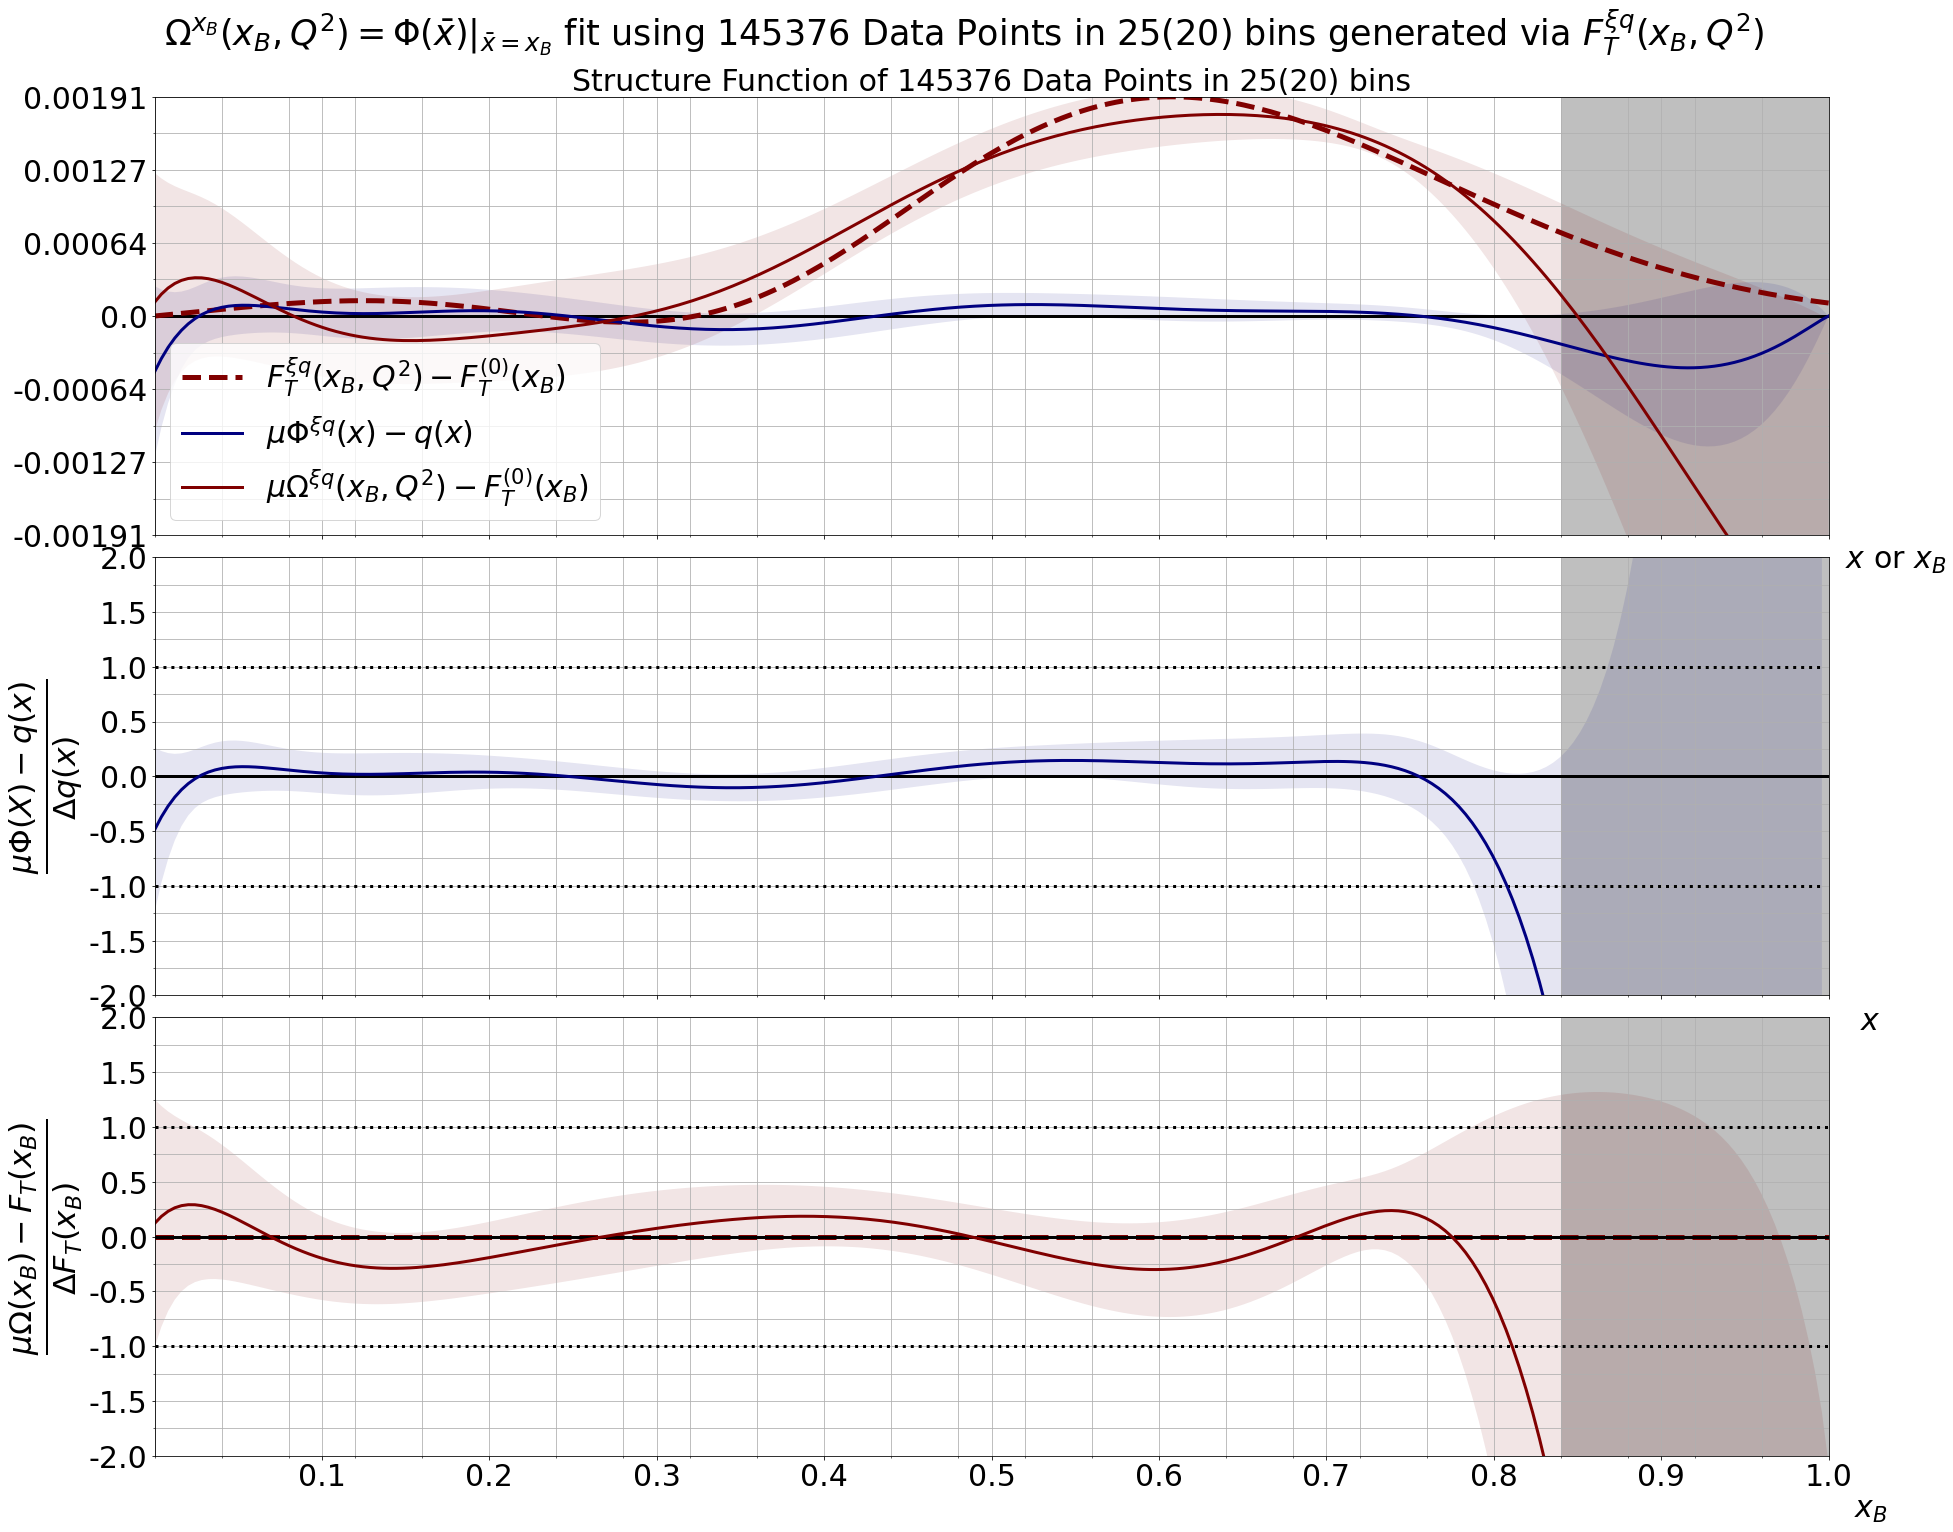 Ω^{x_B}(x_B, Q²) = Φ(x̄)|_{x̄ = x_B} fit using 145376 Data Points in 25(20) bins generated via F_T^{ξq}(x_B, Q²)
Structure Function of 145376 Data Points in 25(20) bins
0.00191
0.00127
0.00064
0.0
-0.00064
-0.00127
-0.00191
F_T^{ξq}(x_B, Q²) − F_T^{(0)}(x_B)
μΦ^{ξq}(x) − q(x)
μΩ^{ξq}(x_B, Q²) − F_T^{(0)}(x_B)
x or x_B
2.0
1.5
1.0
0.5
0.0
-0.5
-1.0
-1.5
-2.0
μΦ(X) − q(x)
Δq(x)
x
2.0
1.5
1.0
0.5
0.0
-0.5
-1.0
-1.5
-2.0
μΩ(x_B) − F_T(x_B)
ΔF_T(x_B)
0.1 0.2 0.3 0.4 0.5 0.6 0.7 0.8 0.9 1.0
x_B